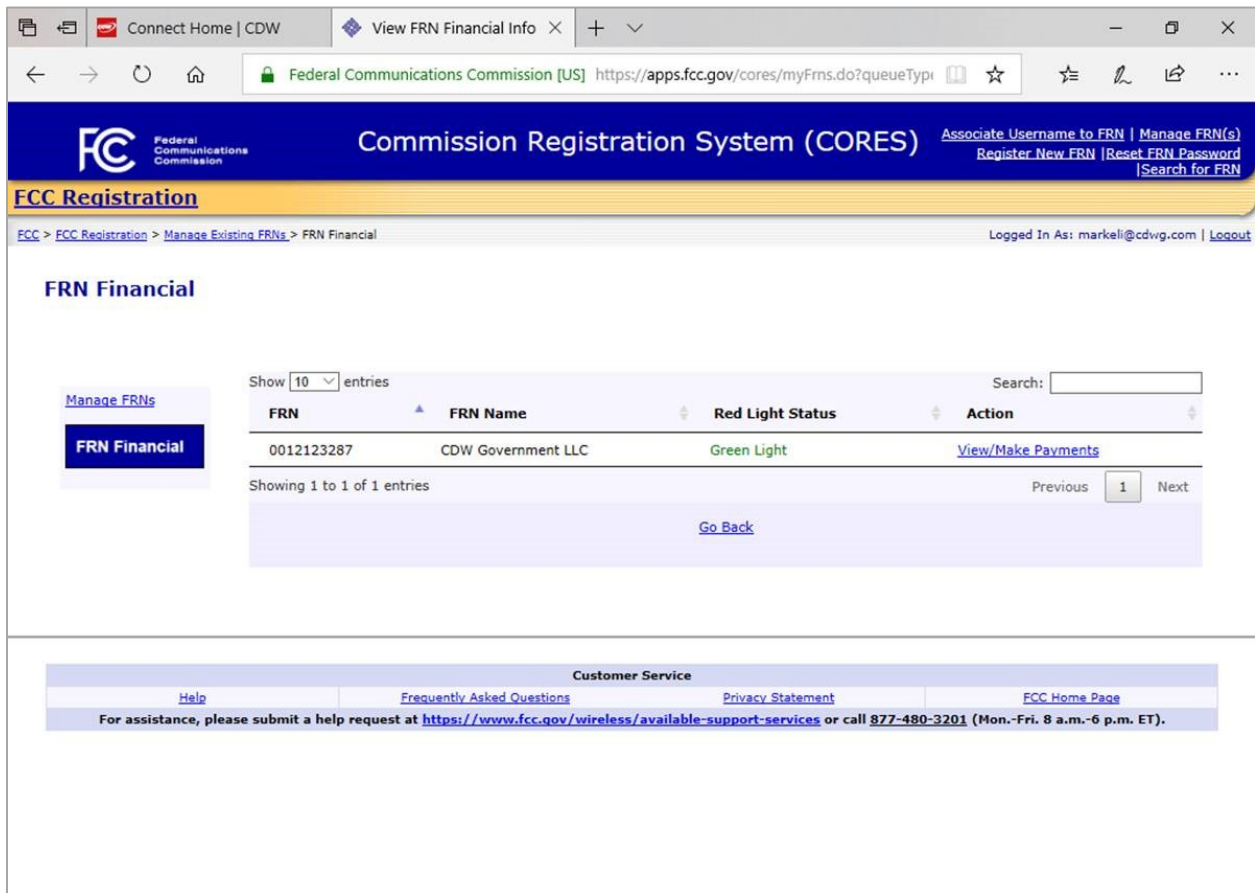 Connect Home | CDW View FRN Financial Info
Federal Communications Commission [US] https://apps.fcc.gov/cores/myFrns.do?queueType
FCC Federal Communications Commission
Commission Registration System (CORES)
Associate Username to FRN | Manage FRN(s)
Register New FRN |Reset FRN Password
|Search for FRN
FCC Registration
FCC > FCC Registration > Manage Existing FRNs > FRN Financial Logged In As: markeli@cdwg.com | Logout
FRN Financial
Manage FRNs
FRN Financial
Show 10 entries Search:
FRN FRN Name Red Light Status Action
0012123287 CDW Government LLC Green Light View/Make Payments
Showing 1 to 1 of 1 entries Previous 1 Next
Go Back
Customer Service
Help Frequently Asked Questions Privacy Statement FCC Home Page
For assistance, please submit a help request at https://www.fcc.gov/wireless/available-support-services or call 877-480-3201 (Mon.-Fri. 8 a.m.-6 p.m. ET).